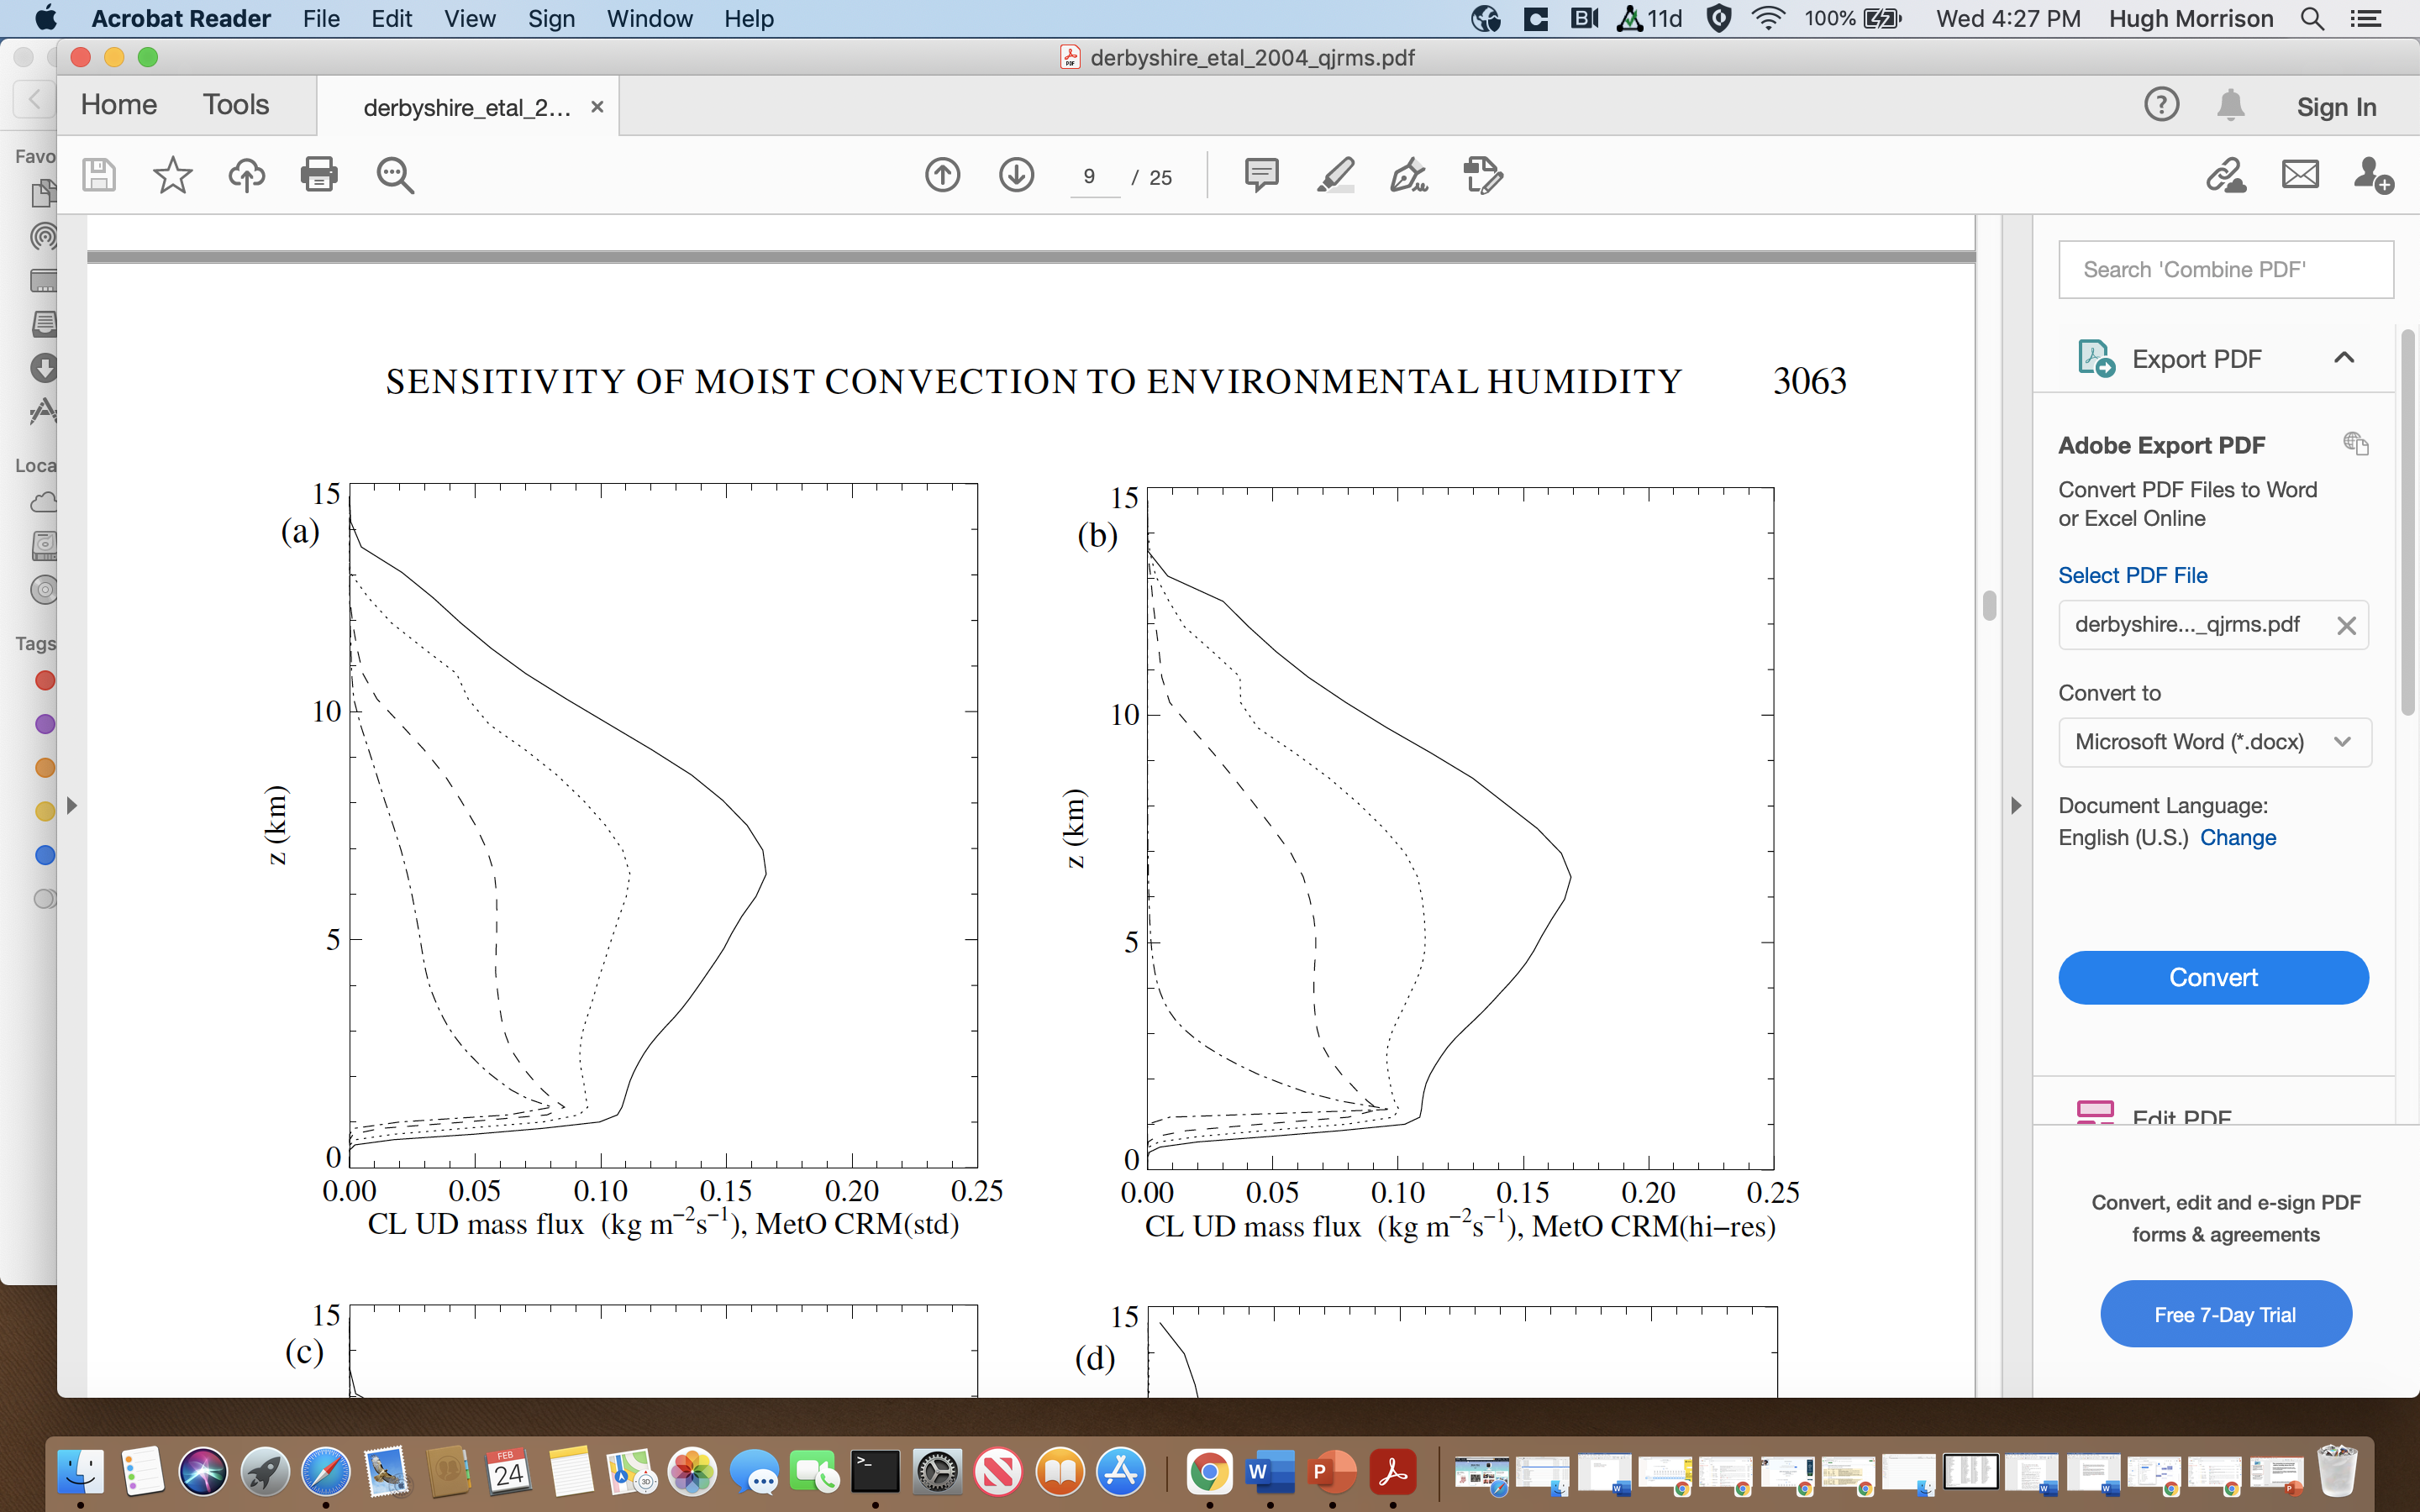 Acrobat Reader File Edit View Sign Window Help 11d 100% Wed 4:27 PM Hugh Morrison
derbyshire_etal_2004_qjrms.pdf
Home Tools derbyshire_etal_2... × Sign In
9 / 25
Favo
Loca
Tags
SENSITIVITY OF MOIST CONVECTION TO ENVIRONMENTAL HUMIDITY 3063
(a)
15
10
5
0
z (km)
0.00 0.05 0.10 0.15 0.20 0.25
CL UD mass flux (kg m⁻²s⁻¹), MetO CRM(std)
(b)
15
10
5
0
z (km)
0.00 0.05 0.10 0.15 0.20 0.25
CL UD mass flux (kg m⁻²s⁻¹), MetO CRM(hi−res)
15
(c)
15
(d)
Search 'Combine PDF'
Export PDF
Adobe Export PDF
Convert PDF Files to Word
or Excel Online
Select PDF File
derbyshire..._qjrms.pdf
Convert to
Microsoft Word (*.docx)
Document Language:
English (U.S.) Change
Convert
Edit PDF
Convert, edit and e-sign PDF
forms & agreements
Free 7-Day Trial
FEB
24